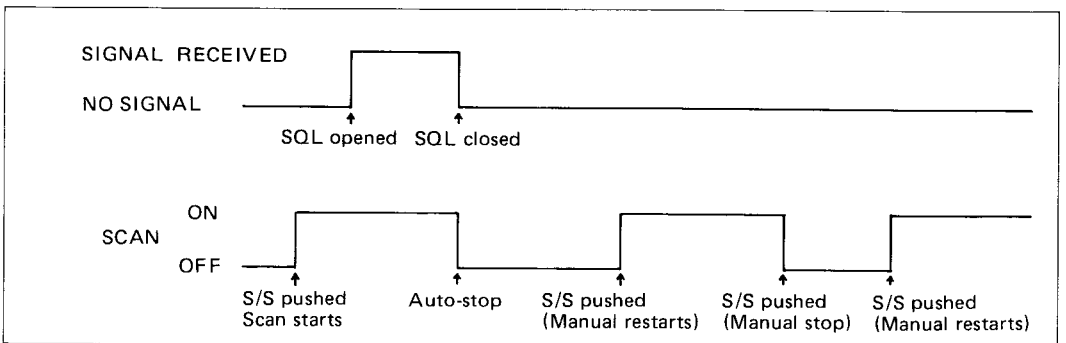 SIGNAL RECEIVED
NO SIGNAL
SQL opened SQL closed
ON
SCAN
OFF
S/S pushed
Scan starts
Auto-stop
S/S pushed
(Manual restarts)
S/S pushed
(Manual stop)
S/S pushed
(Manual restarts)